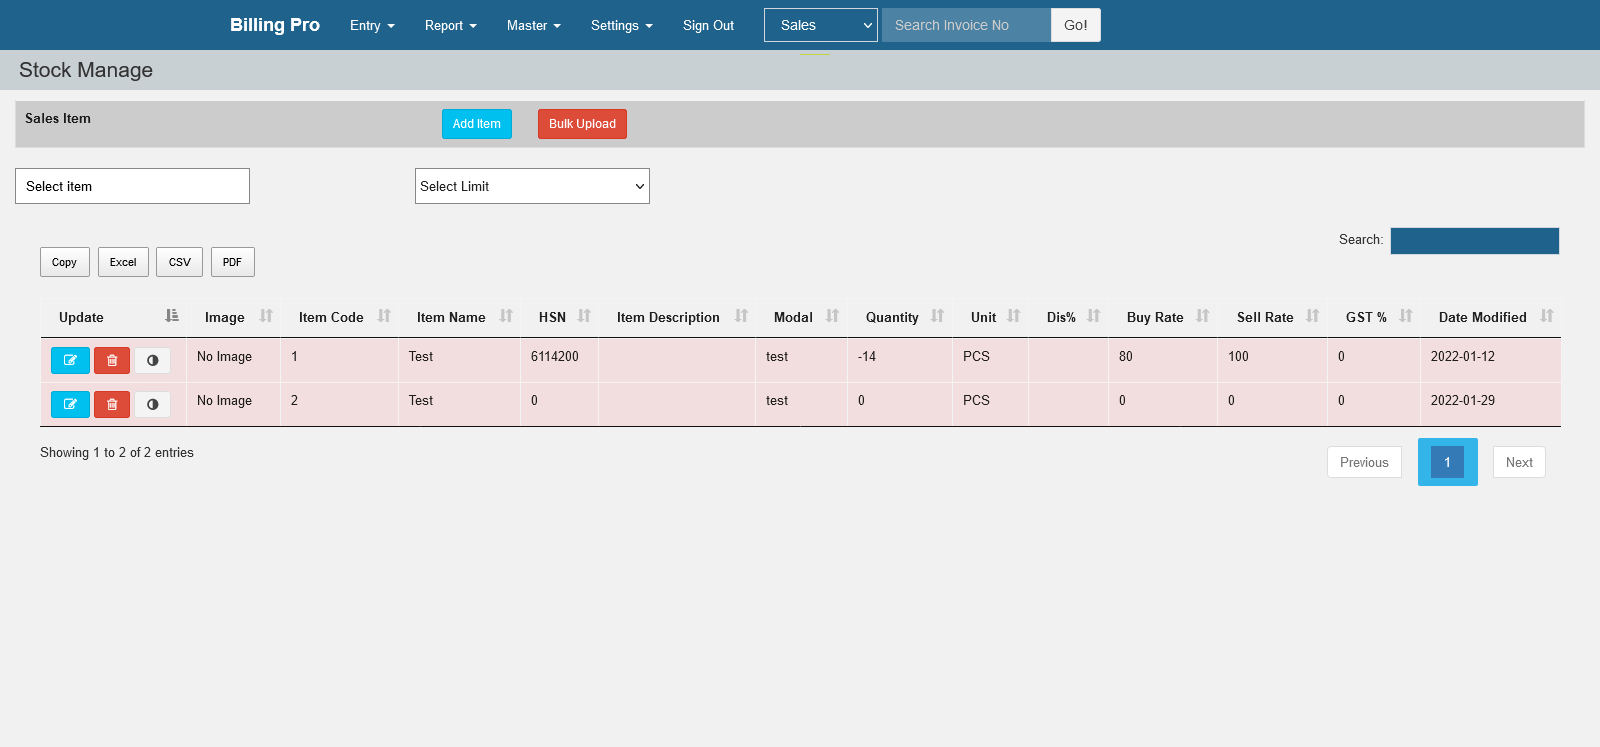 Billing Pro Entry Report Master Settings Sign Out Sales Search Invoice No Go!
Stock Manage
Sales Item Add Item Bulk Upload
Select item Select Limit
Search:
Copy Excel CSV PDF
Update Image Item Code Item Name HSN Item Description Modal Quantity Unit Dis% Buy Rate Sell Rate GST % Date Modified
No Image 1 Test 6114200 test -14 PCS 80 100 0 2022-01-12
No Image 2 Test 0 test 0 PCS 0 0 0 2022-01-29
Showing 1 to 2 of 2 entries Previous 1 Next